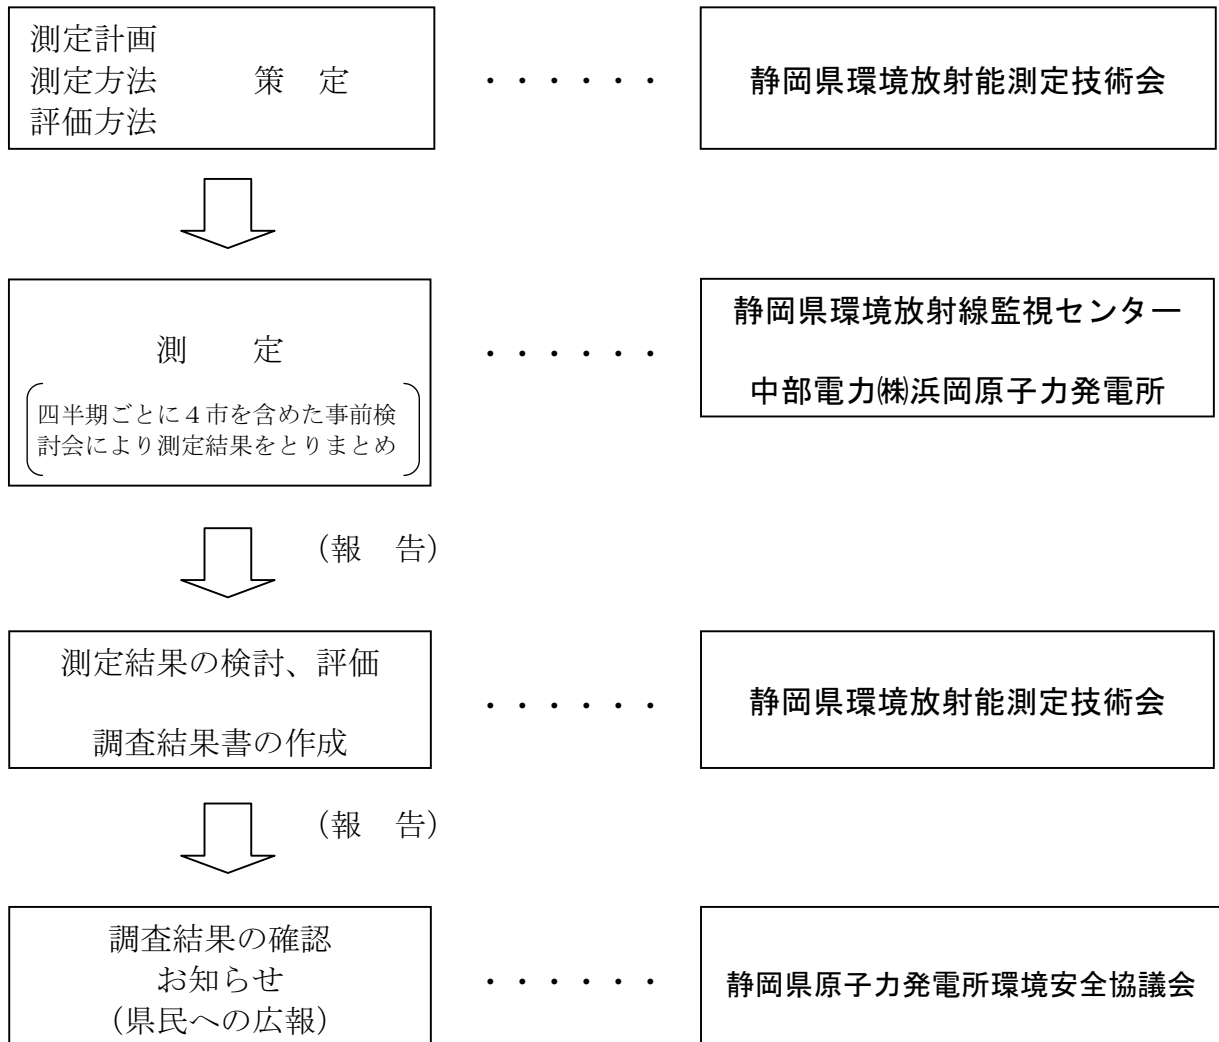 測定計画
測定方法　　　策　定
評価方法
・・・・・・
静岡県環境放射能測定技術会
測　　定
四半期ごとに４市を含めた事前検
討会により測定結果をとりまとめ
・・・・・・
静岡県環境放射線監視センター
中部電力㈱浜岡原子力発電所
（報　告）
測定結果の検討、評価
調査結果書の作成
・・・・・・
静岡県環境放射能測定技術会
（報　告）
調査結果の確認
お知らせ
（県民への広報）
・・・・・・
静岡県原子力発電所環境安全協議会